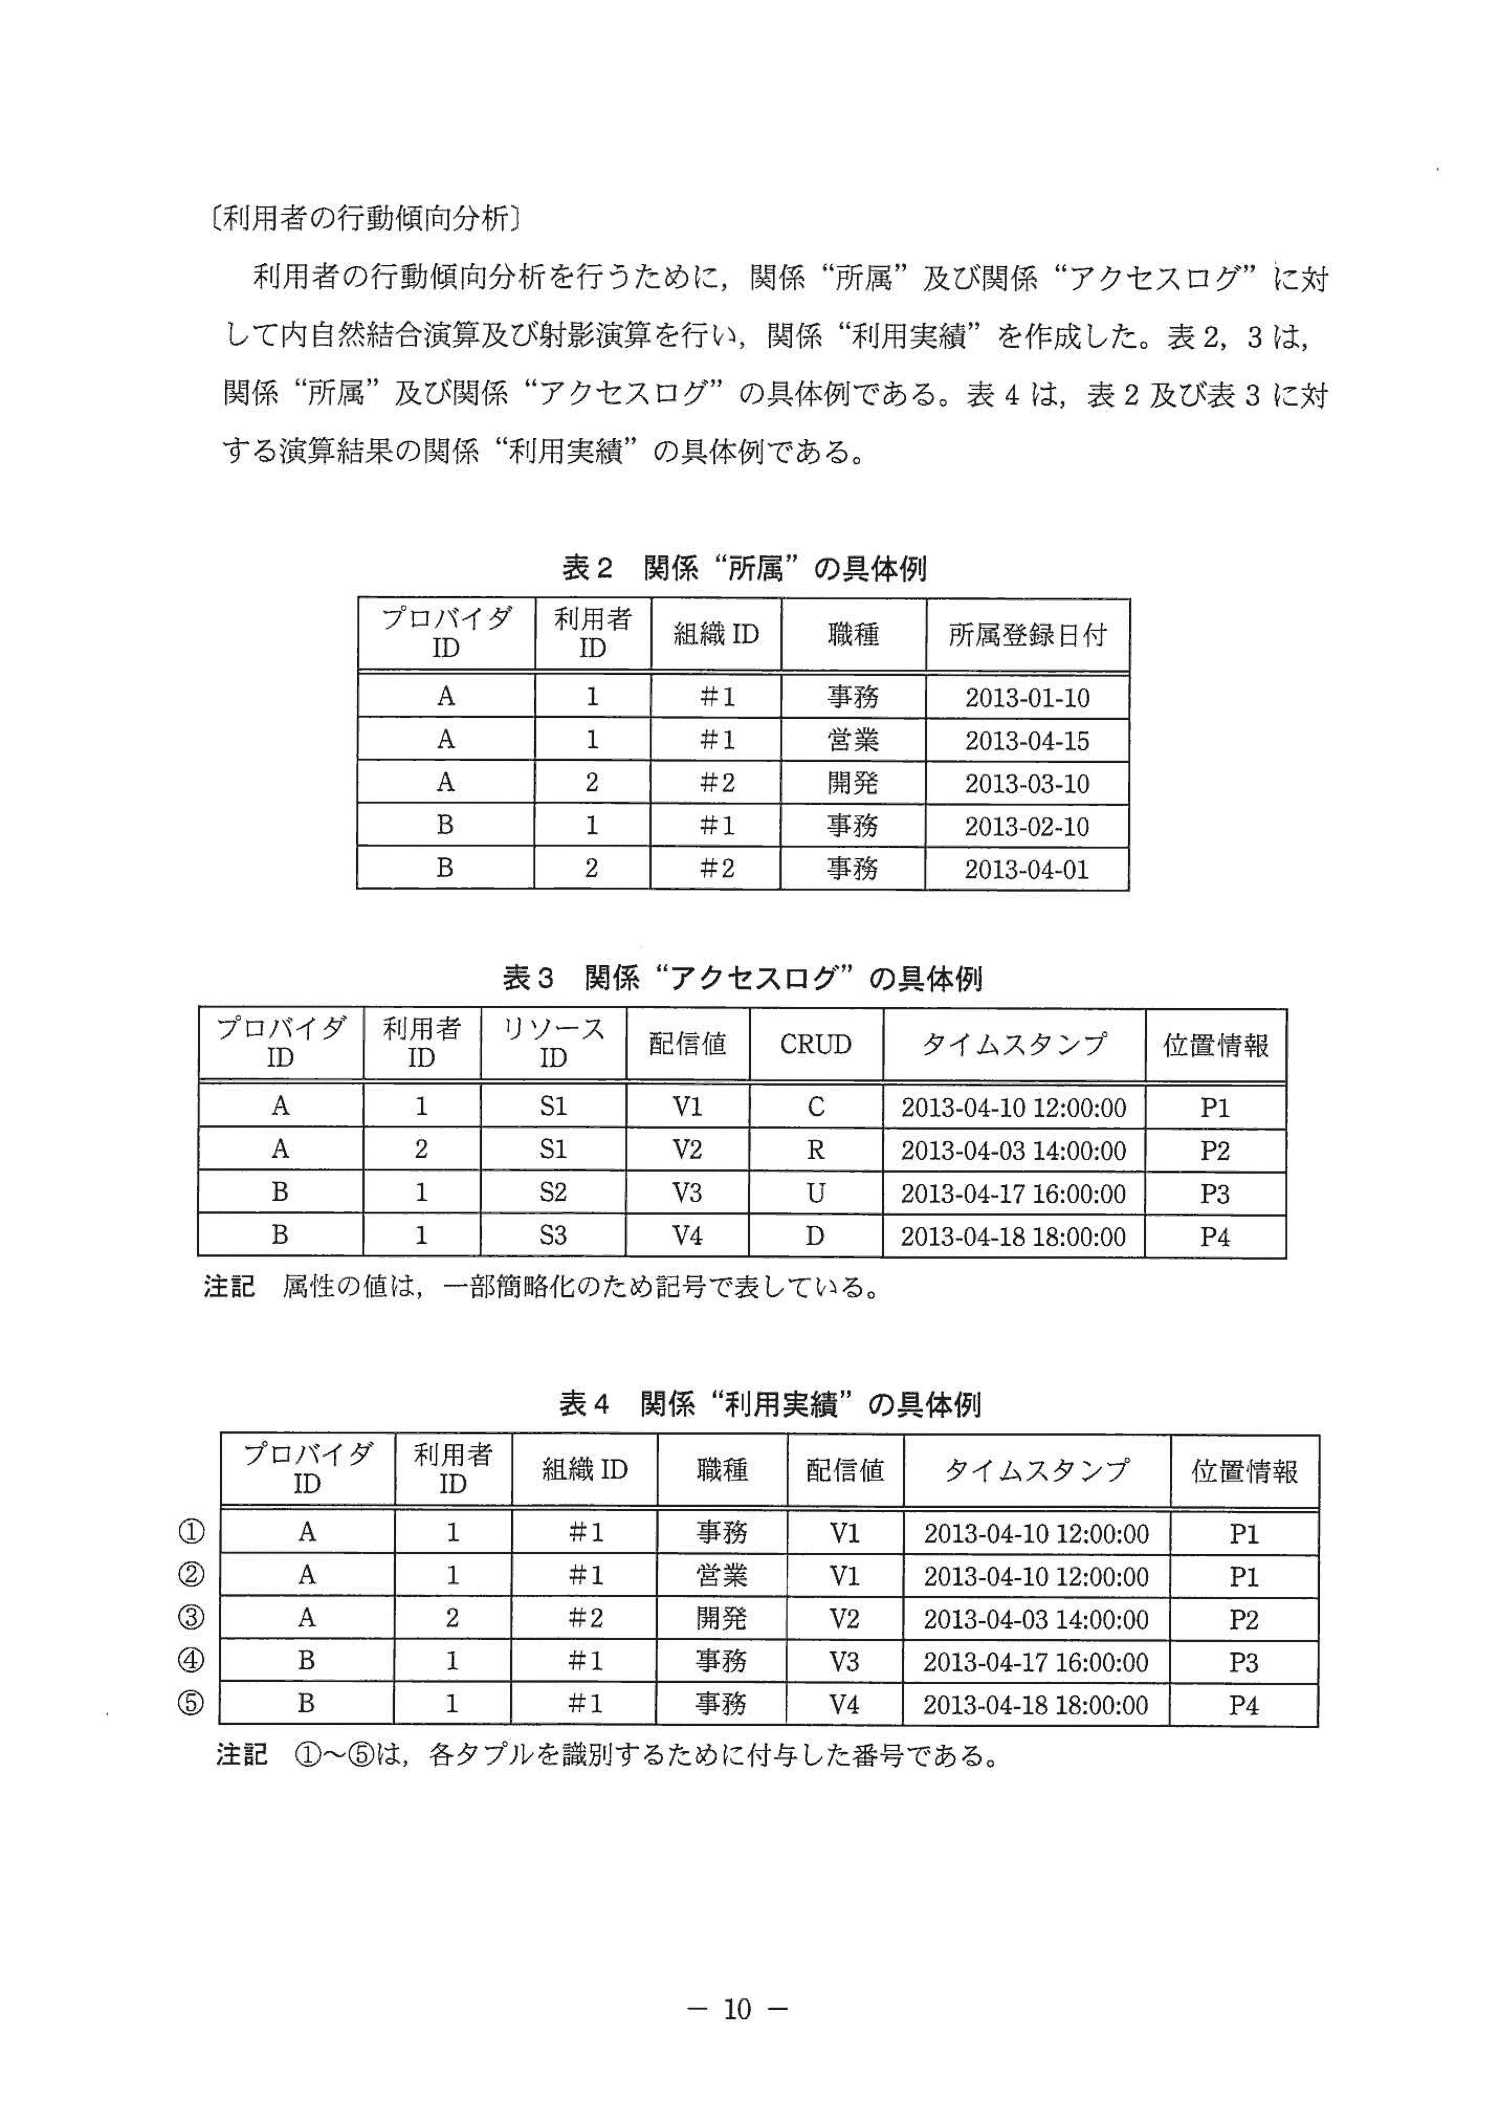 〔利用者の行動傾向分析〕
利用者の行動傾向分析を行うために，関係“所属”及び関係“アクセスログ”に対
して内自然結合演算及び射影演算を行い，関係“利用実績”を作成した。表2，3は，
関係“所属”及び関係“アクセスログ”の具体例である。表4は，表2及び表3に対
する演算結果の関係“利用実績”の具体例である。
表2　関係“所属”の具体例
プロバイダID 利用者ID 組織ID 職種 所属登録日付
A 1 #1 事務 2013-01-10
A 1 #1 営業 2013-04-15
A 2 #2 開発 2013-03-10
B 1 #1 事務 2013-02-10
B 2 #2 事務 2013-04-01
表3　関係“アクセスログ”の具体例
プロバイダID 利用者ID リソースID 配信値 CRUD タイムスタンプ 位置情報
A 1 S1 V1 C 2013-04-10 12:00:00 P1
A 2 S1 V2 R 2013-04-03 14:00:00 P2
B 1 S2 V3 U 2013-04-17 16:00:00 P3
B 1 S3 V4 D 2013-04-18 18:00:00 P4
注記　属性の値は，一部簡略化のため記号で表している。
表4　関係“利用実績”の具体例
プロバイダID 利用者ID 組織ID 職種 配信値 タイムスタンプ 位置情報
① A 1 #1 事務 V1 2013-04-10 12:00:00 P1
② A 1 #1 営業 V1 2013-04-10 12:00:00 P1
③ A 2 #2 開発 V2 2013-04-03 14:00:00 P2
④ B 1 #1 事務 V3 2013-04-17 16:00:00 P3
⑤ B 1 #1 事務 V4 2013-04-18 18:00:00 P4
注記　①～⑤は，各タプルを識別するために付与した番号である。
－ 10 －